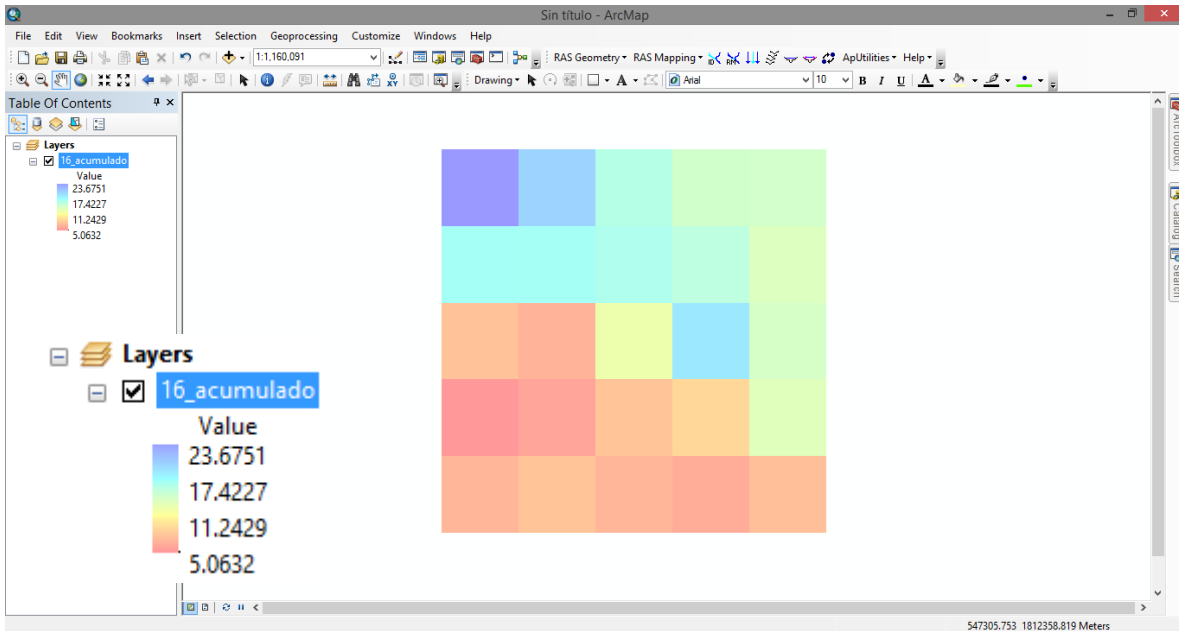 Sin título - ArcMap
File Edit View Bookmarks Insert Selection Geoprocessing Customize Windows Help
1:1,160.091 RAS Geometry RAS Mapping ApUtilities Help
Drawing A Arial 10 B I U A
Table Of Contents
Layers
16_acumulado
Value
23.6751
17.4227
11.2429
5.0632
Layers
16_acumulado
Value
23.6751
17.4227
11.2429
5.0632
ArcToolbox
Catalog
Search
547305.753 1812358.819 Meters